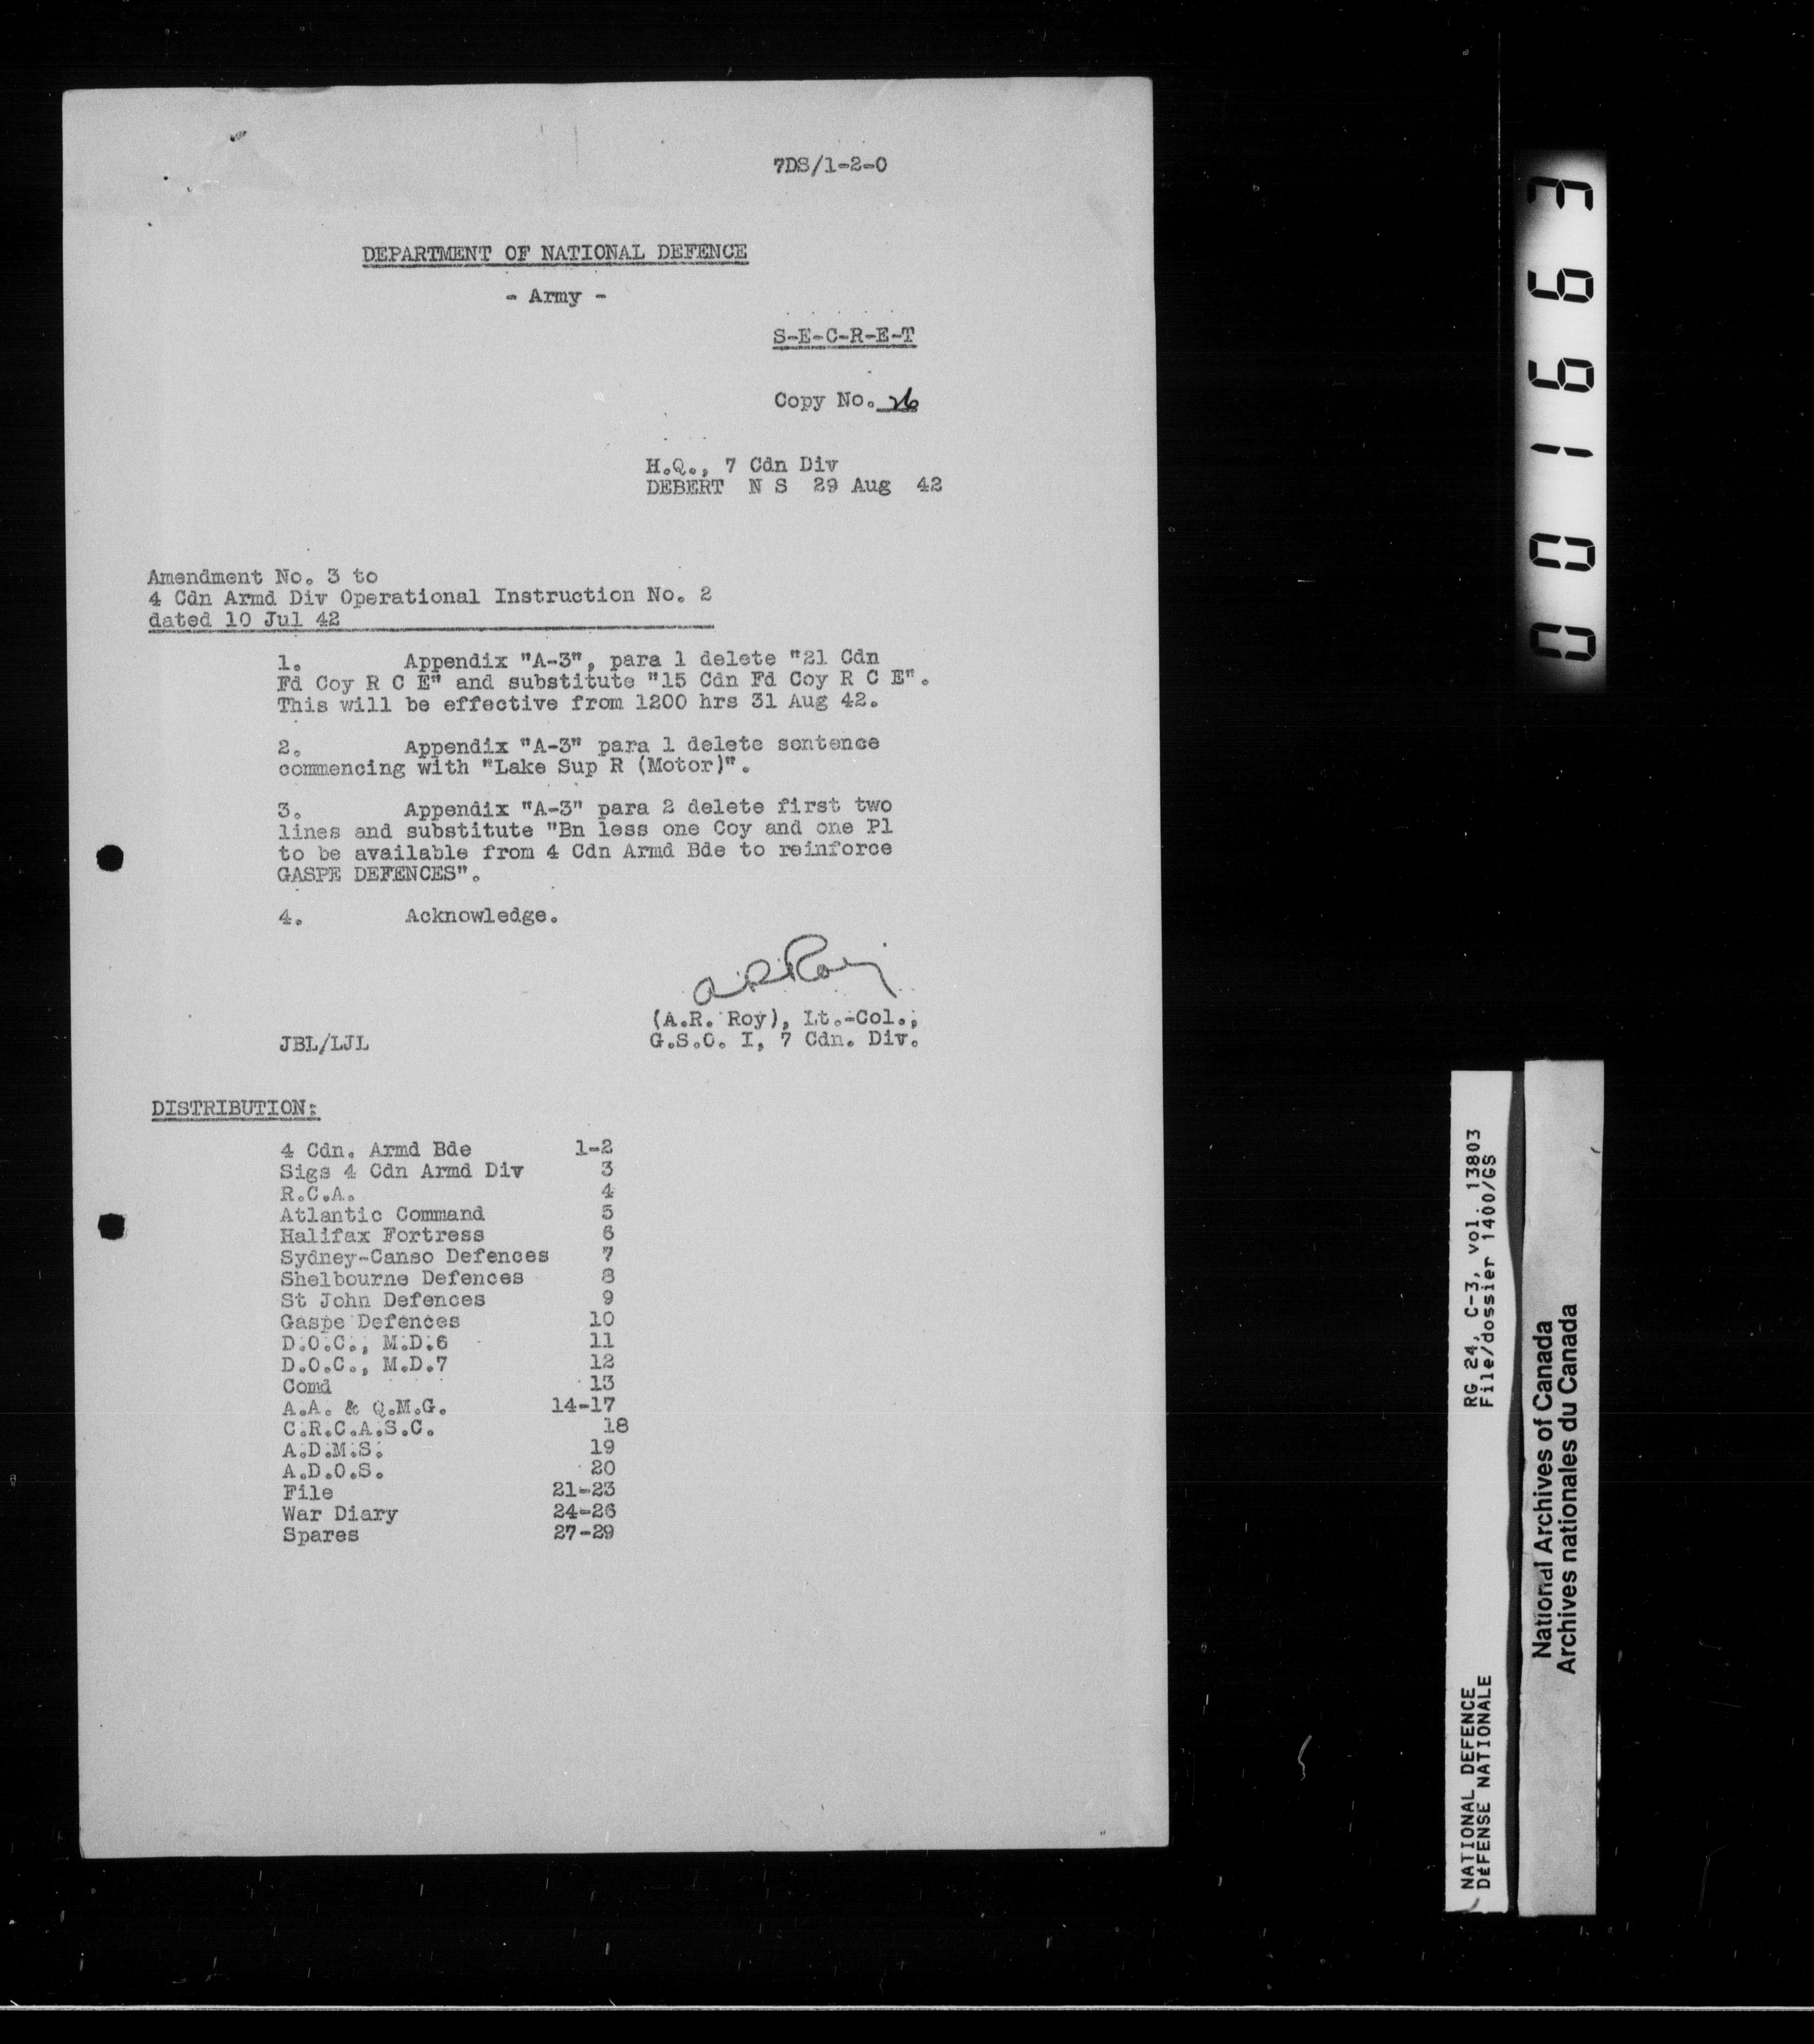 7DS/1-2-0
DEPARTMENT OF NATIONAL DEFENCE
- Army -
S-E-C-R-E-T
Copy No. 26
H.Q., 7 Cdn Div
DEBERT N S 29 Aug 42
Amendment No. 3 to
4 Cdn Armd Div Operational Instruction No. 2
dated 10 Jul 42
1. Appendix "A-3", para 1 delete "21 Cdn
Fd Coy R C E" and substitute "15 Cdn Fd Coy R C E".
This will be effective from 1200 hrs 31 Aug 42.
2. Appendix "A-3" para 1 delete sentence
commencing with "Lake Sup R (Motor)".
3. Appendix "A-3" para 2 delete first two
lines and substitute "Bn less one Coy and one Pl
to be available from 4 Cdn Armd Bde to reinforce
GASPE DEFENCES".
4. Acknowledge.
A.R. Roy
(A.R. Roy), Lt.-Col.,
JBL/LJL G.S.O. I, 7 Cdn. Div.
DISTRIBUTION:
4 Cdn. Armd Bde 1-2
Sigs 4 Cdn Armd Div 3
R.C.A. 4
Atlantic Command 5
Halifax Fortress 6
Sydney-Canso Defences 7
Shelbourne Defences 8
St John Defences 9
Gaspe Defences 10
D.O.C., M.D.6 11
D.O.C., M.D.7 12
Comd 13
A.A. & Q.M.G. 14-17
C.R.C.A.S.C. 18
A.D.M.S. 19
A.D.O.S. 20
File 21-23
War Diary 24-26
Spares 27-29
001663
NATIONAL DEFENCE RG 24, C-3, vol. 13803
DÉFENSE NATIONALE File/dossier 1400/GS
National Archives of Canada
Archives nationales du Canada